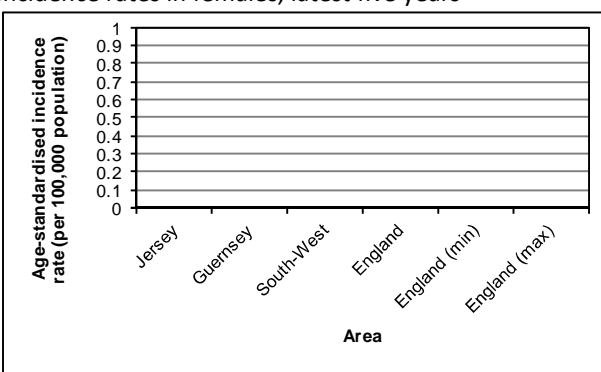 incidence rates in females, latest five years
Age-standardised incidence
rate (per 100,000 population)
1
0.9
0.8
0.7
0.6
0.5
0.4
0.3
0.2
0.1
0
Jersey
Guernsey
South-West
England
England (min)
England (max)
Area